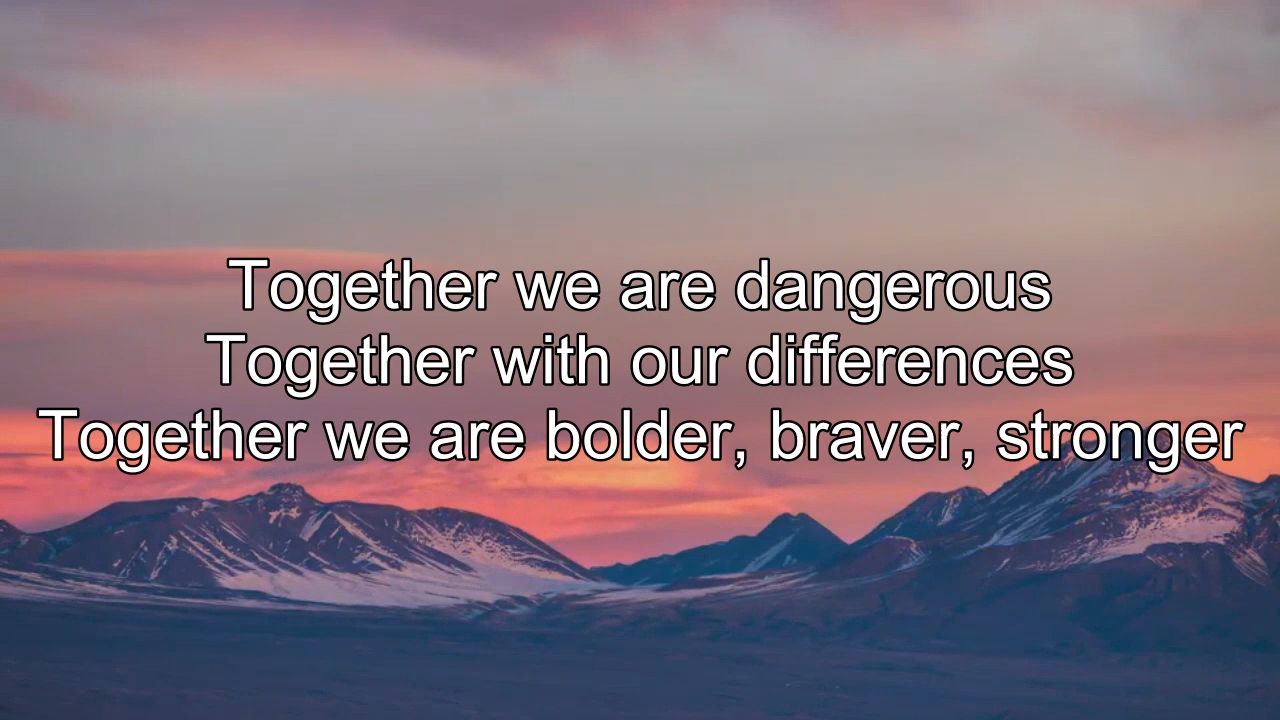 Together we are dangerous
Together with our differences
Together we are bolder, braver, stronger